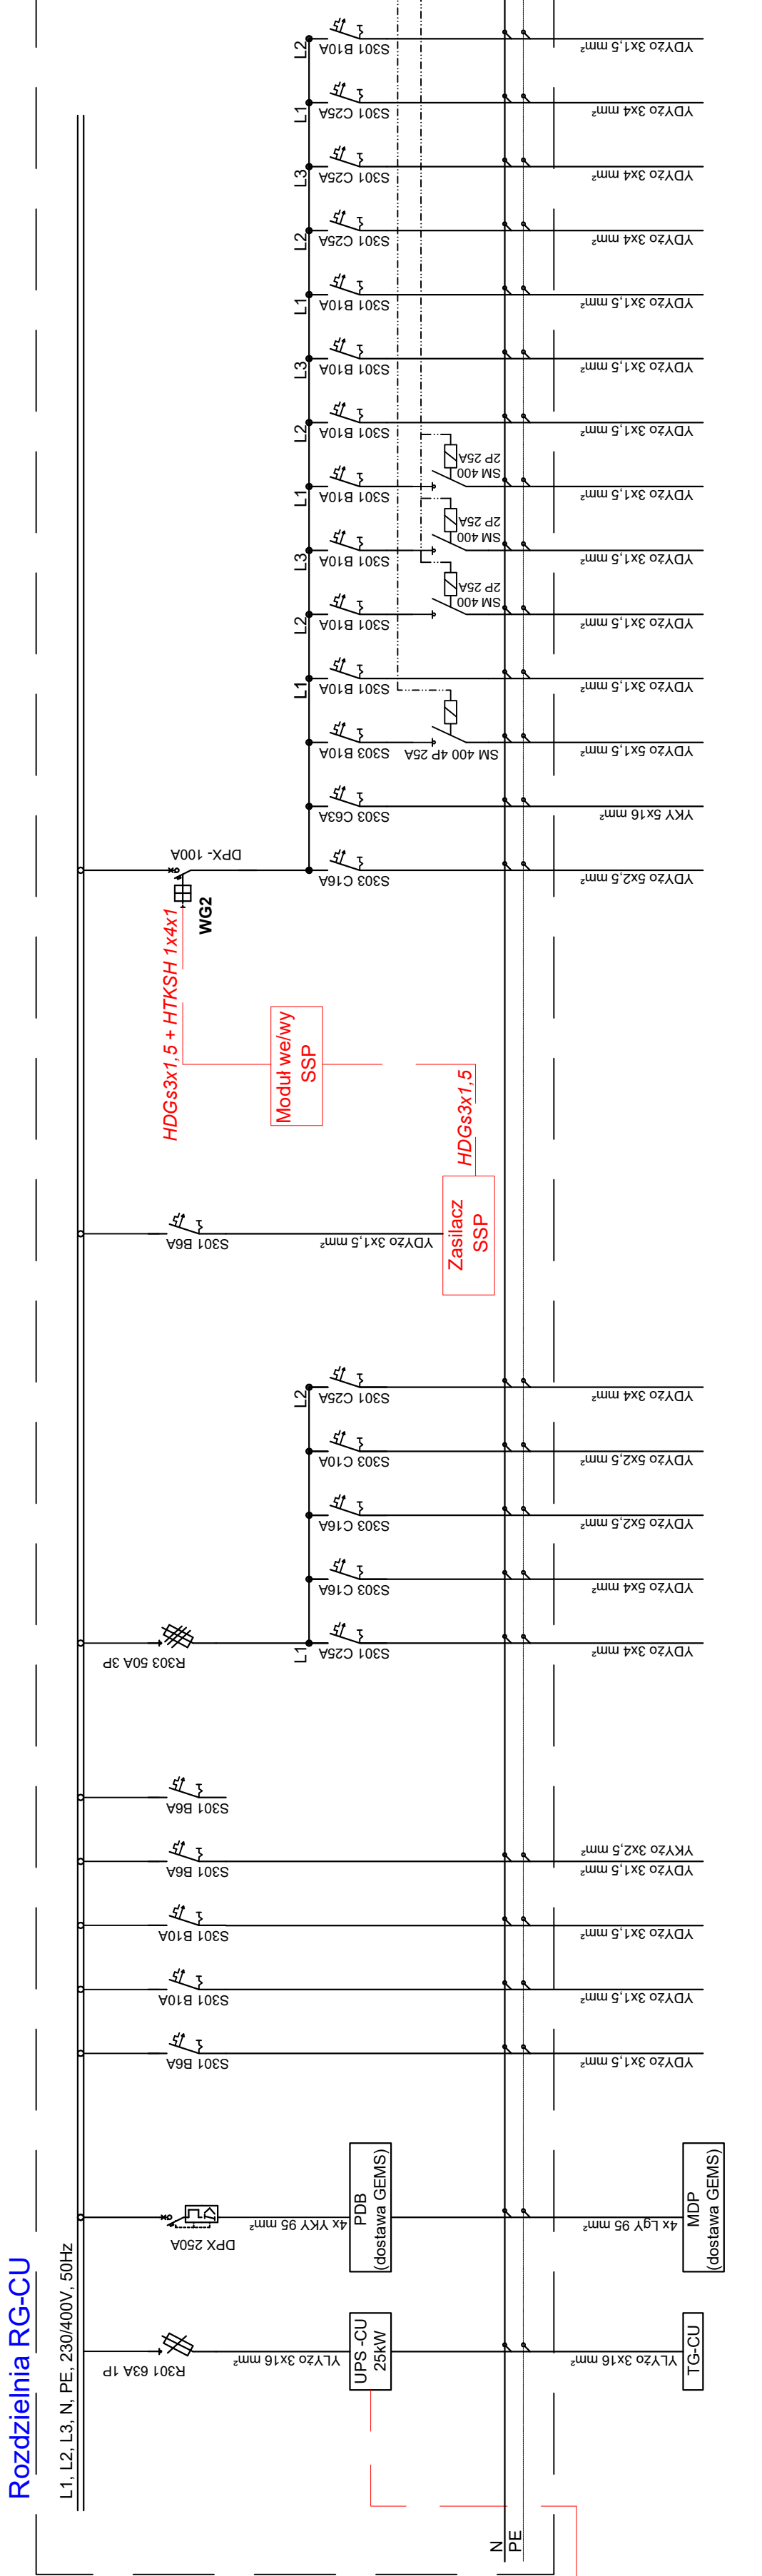 Rozdzielnia RG-CU
L1, L2, L3, N, PE, 230/400V, 50Hz
N
PE
R301 63A 1P
YLYżo 3x16 mm²
UPS -CU
25kW
YLYżo 3x16 mm²
TG-CU
DPX 250A
4x YKY 95 mm²
PDB
(dostawa GEMS)
4x LgY 95 mm²
MDP
(dostawa GEMS)
S301 B6A
YDYżo 3x1,5 mm²
S301 B10A
YDYżo 3x1,5 mm²
S301 B10A
YDYżo 3x1,5 mm²
S301 B6A
YDYżo 3x1,5 mm²
YKYżo 3x2,5 mm²
S301 B6A
R303 50A 3P
L1
S301 C25A
YDYżo 3x4 mm²
S303 C16A
YDYżo 5x4 mm²
S303 C16A
YDYżo 5x2,5 mm²
S303 C10A
YDYżo 5x2,5 mm²
L2
S301 C25A
YDYżo 3x4 mm²
S301 B6A
YDYżo 3x1,5 mm²
Zasilacz
SSP
HDGs3x1,5
Moduł we/wy
SSP
HDGs3x1,5 + HTKSH 1x4x1
WG2
DPX- 100A
S303 C16A
YDYżo 5x2,5 mm²
S303 C63A
YKY 5x16 mm²
S303 B10A
SM 400 4P 25A
YDYżo 5x1,5 mm²
L1
S301 B10A
YDYżo 3x1,5 mm²
L2
S301 B10A
SM 400
2P 25A
YDYżo 3x1,5 mm²
L3
S301 B10A
SM 400
2P 25A
YDYżo 3x1,5 mm²
L1
S301 B10A
SM 400
2P 25A
YDYżo 3x1,5 mm²
L2
S301 B10A
YDYżo 3x1,5 mm²
L3
S301 B10A
YDYżo 3x1,5 mm²
L1
S301 B10A
YDYżo 3x1,5 mm²
L2
S301 C25A
YDYżo 3x4 mm²
L3
S301 C25A
YDYżo 3x4 mm²
L1
S301 C25A
YDYżo 3x4 mm²
L2
S301 B10A
YDYżo 3x1,5 mm²